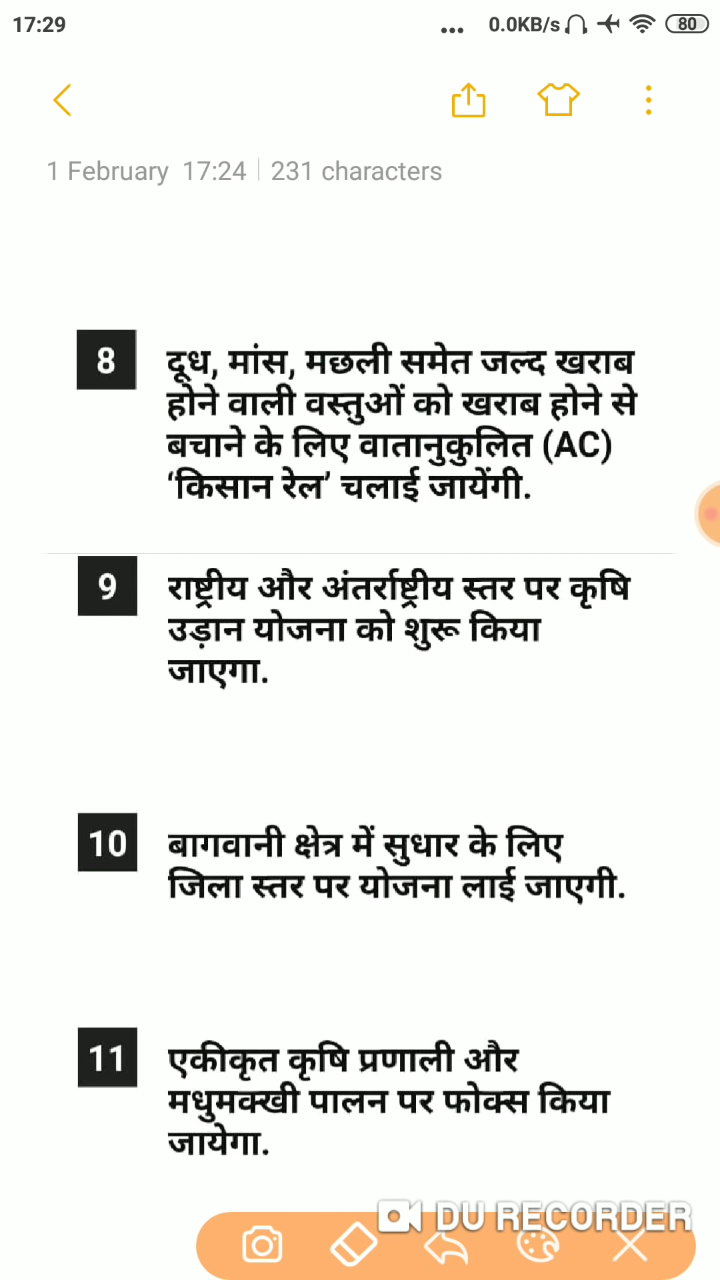 17:29
... 0.0KB/s 80
1 February 17:24 | 231 characters
8 दूध, मांस, मछली समेत जल्द खराब
होने वाली वस्तुओं को खराब होने से
बचाने के लिए वातानुकुलित (AC)
‘किसान रेल’ चलाई जायेंगी.
9 राष्ट्रीय और अंतर्राष्ट्रीय स्तर पर कृषि
उड़ान योजना को शुरू किया
जाएगा.
10 बागवानी क्षेत्र में सुधार के लिए
जिला स्तर पर योजना लाई जाएगी.
11 एकीकृत कृषि प्रणाली और
मधुमक्खी पालन पर फोक्स किया
जायेगा.
DU RECORDER